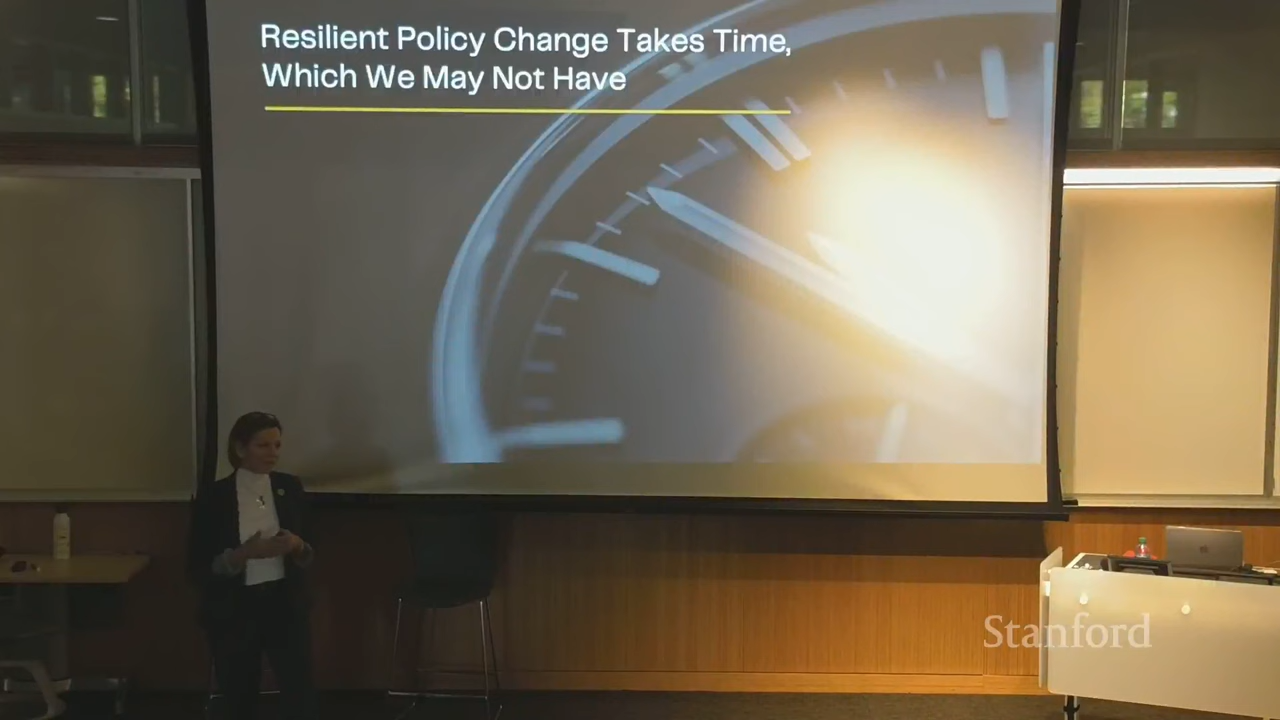 Resilient Policy Change Takes Time,
Which We May Not Have
Stanford